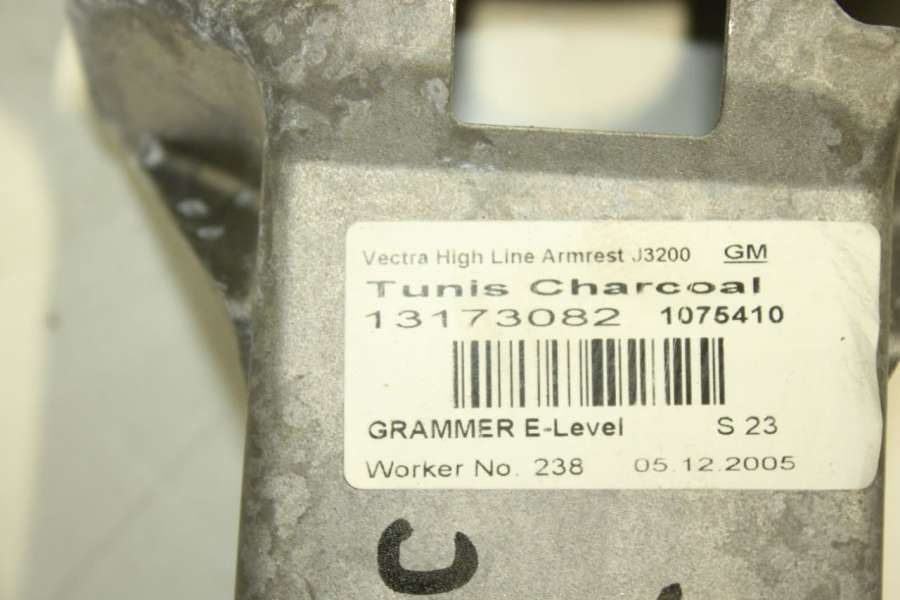 Vectra High Line Armrest J3200 GM
Tunis Charcoal
13173082 1075410
GRAMMER E-Level S 23
Worker No. 238 05.12.2005
C